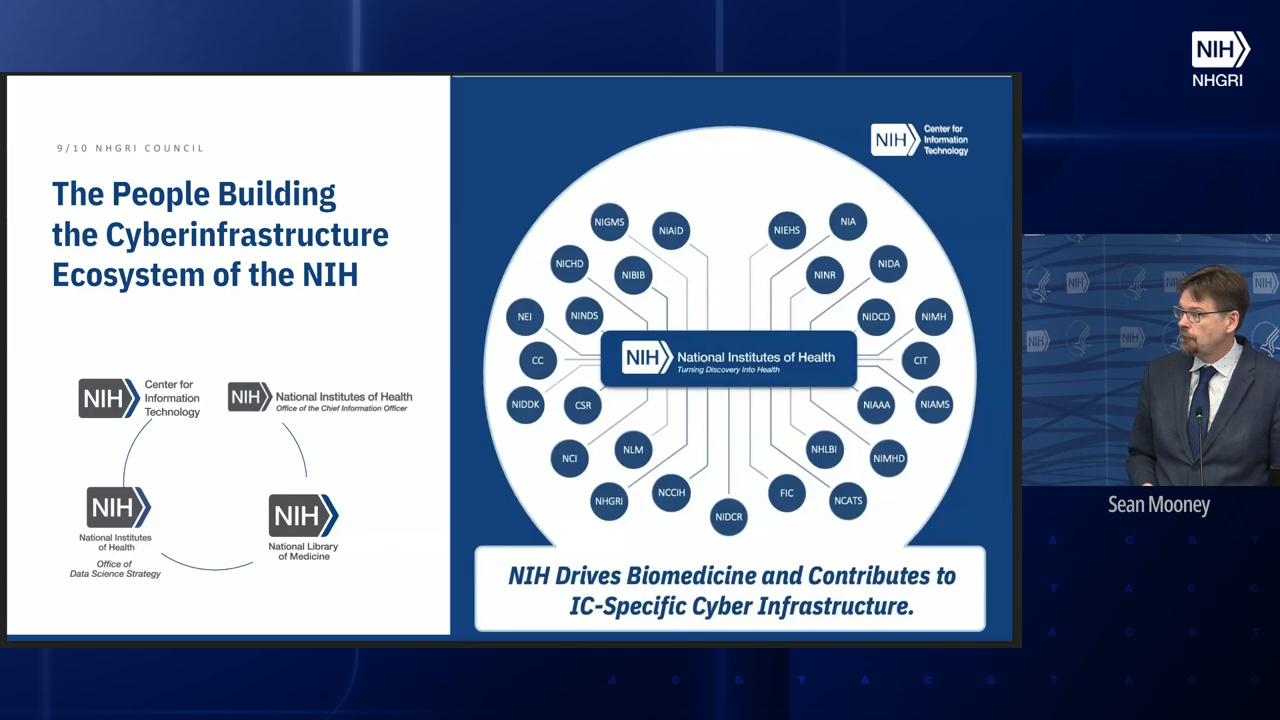 NIH
NHGRI
9/10 NHGRI COUNCIL
The People Building
the Cyberinfrastructure
Ecosystem of the NIH
NIH
Center for
Information
Technology
NIH
National Institutes of Health
Office of the Chief Information Officer
NIH
National Institutes
of Health
Office of
Data Science Strategy
NIH
National Library
of Medicine
NIH
Center for
Information
Technology
NIGMS
NIAID
NIEHS
NIA
NICHD
NIBIB
NINR
NIDA
NEI
NINDS
NIDCD
NIMH
CC
NIH
National Institutes of Health
Turning Discovery Into Health
CIT
NIDDK
CSR
NIAAA
NIAMS
NCI
NLM
NHLBI
NIMHD
NHGRI
NCCIH
NIDCR
FIC
NCATS
NIH Drives Biomedicine and Contributes to
IC-Specific Cyber Infrastructure.
NIH
NIH
NIH
NIH
Sean Mooney
A C G T
T A C G
A C G
A C G T A C G T A C G